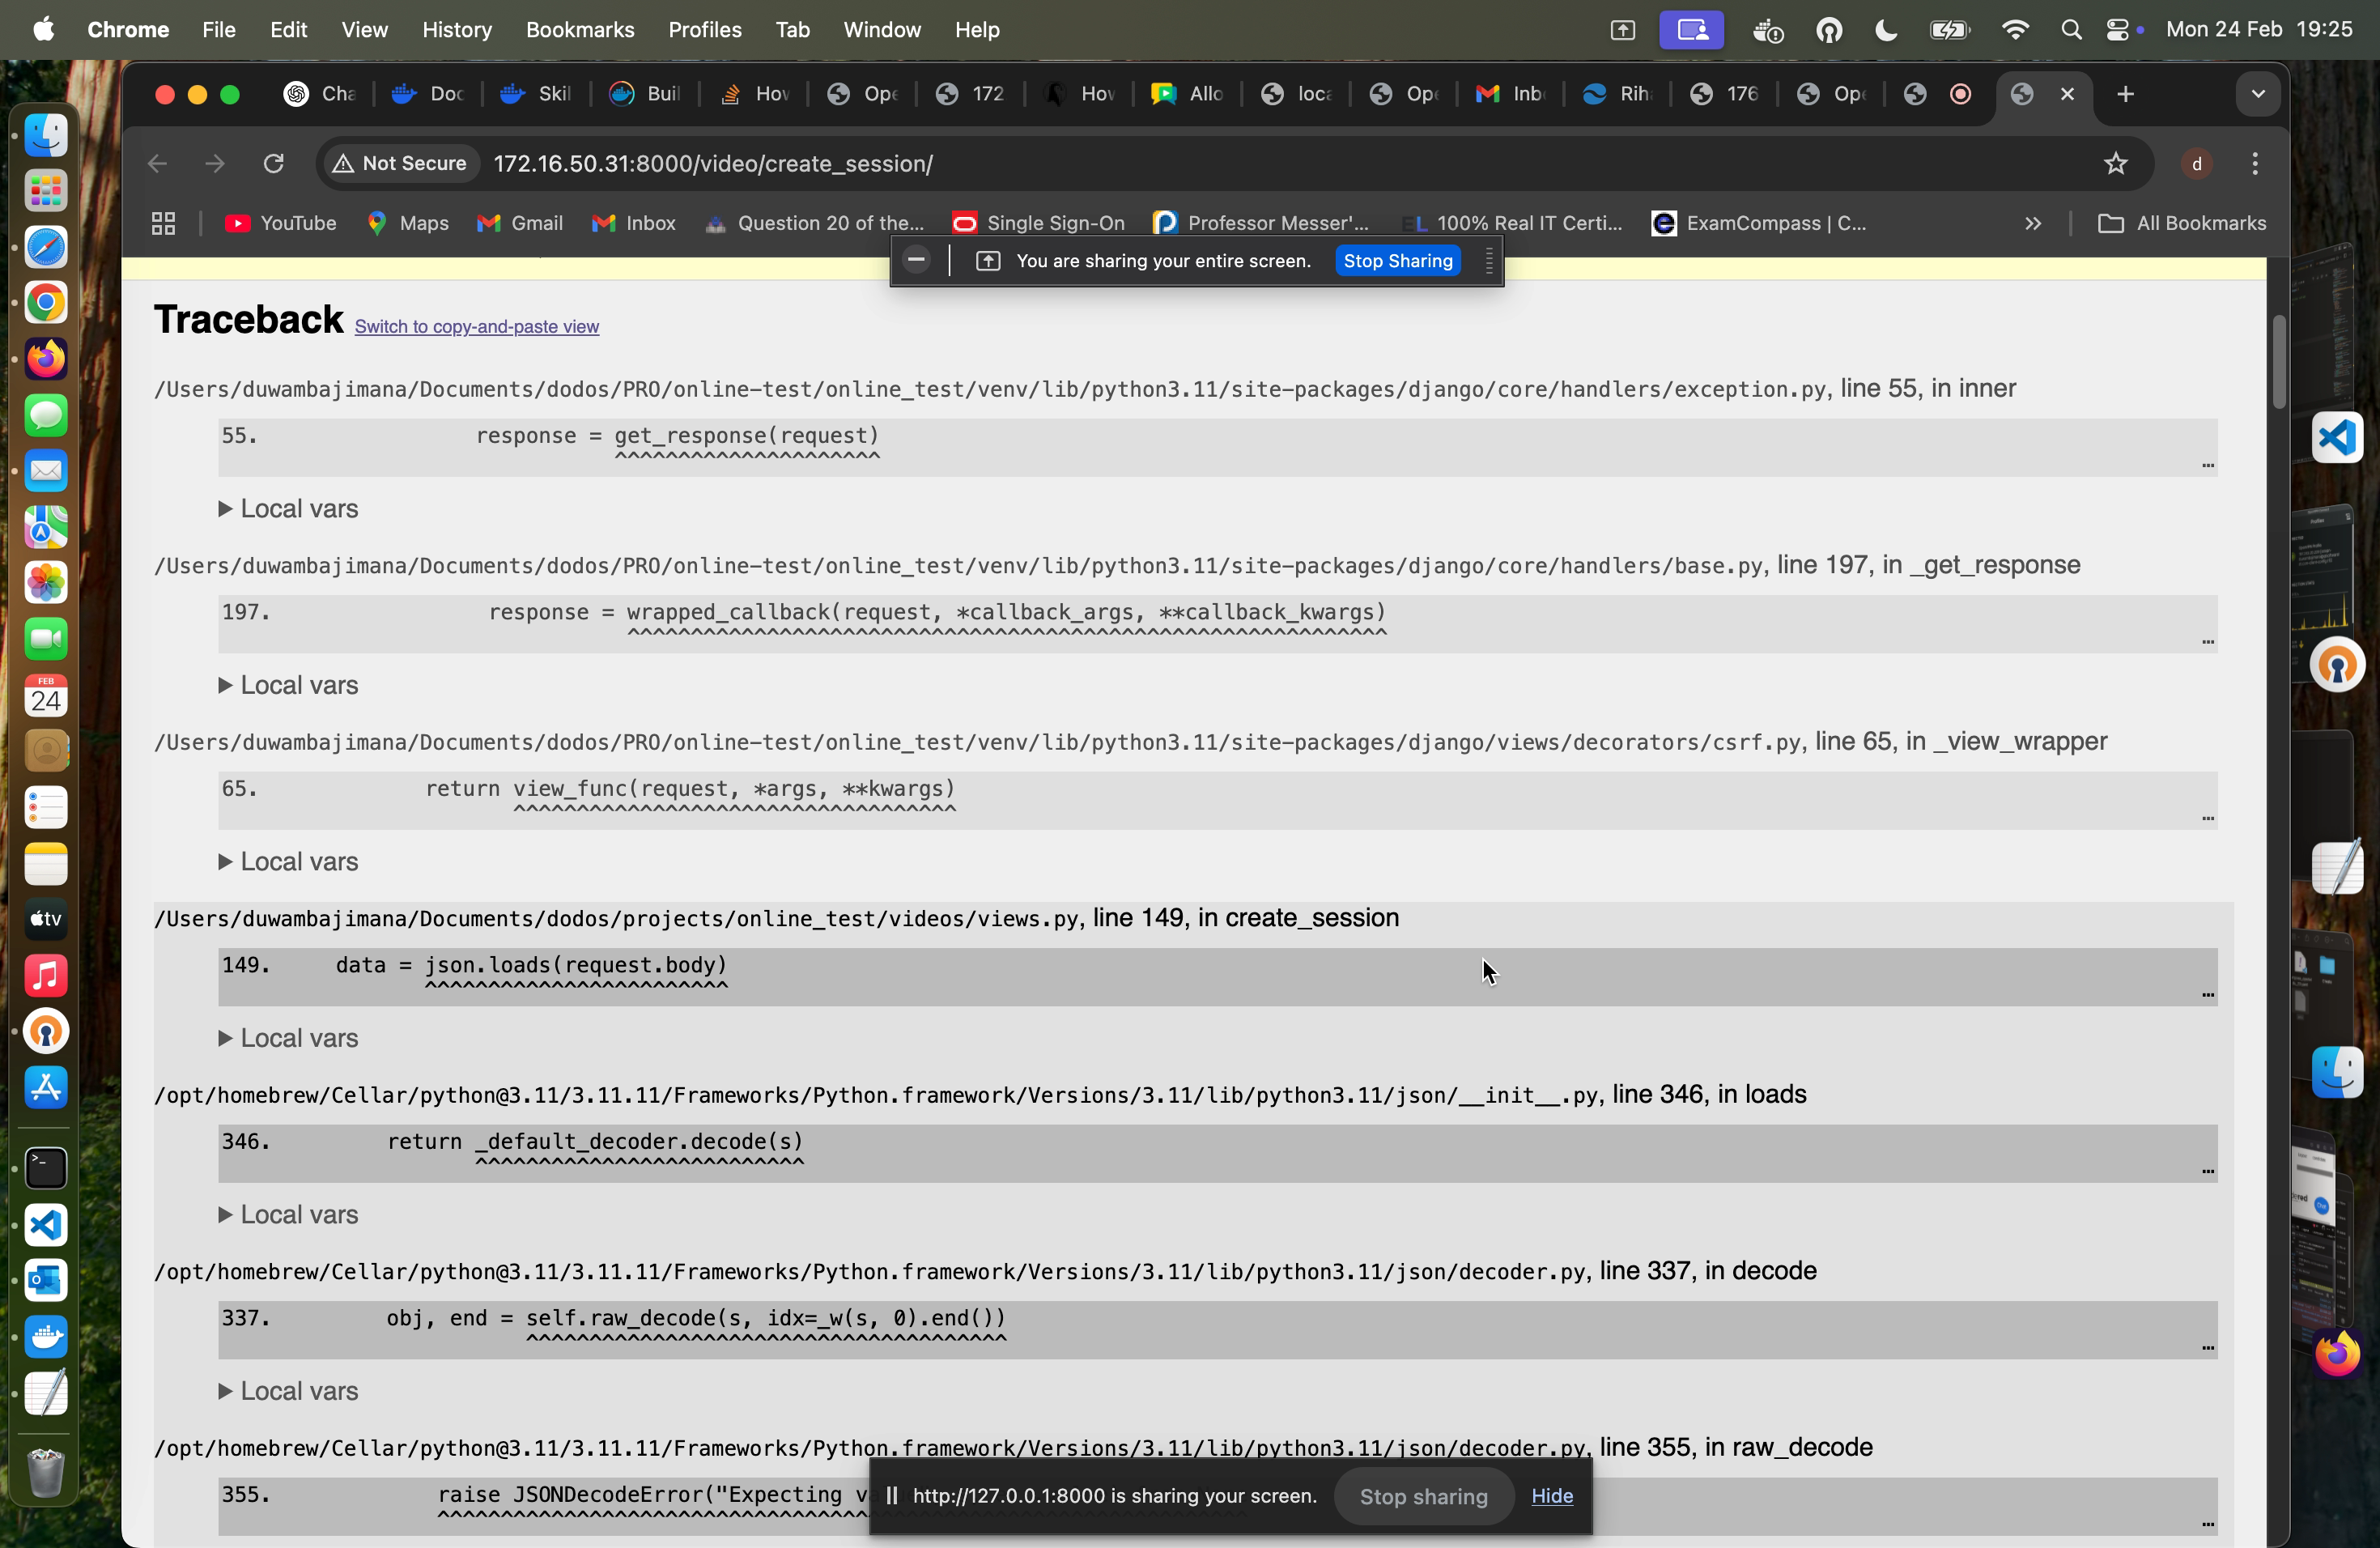 Chrome File Edit View History Bookmarks Profiles Tab Window Help Mon 24 Feb 19:25
Cha Doc Skil Buil How Ope 172 How Allo loca Ope Inb Rih 176 Ope
Not Secure 172.16.50.31:8000/video/create_session/ d
YouTube Maps Gmail Inbox Question 20 of the... Single Sign-On Professor Messer'... EL 100% Real IT Certi... ExamCompass | C... » All Bookmarks
You are sharing your entire screen. Stop Sharing
Traceback Switch to copy-and-paste view
/Users/duwambajimana/Documents/dodos/PRO/online-test/online_test/venv/lib/python3.11/site-packages/django/core/handlers/exception.py, line 55, in inner
55. response = get_response(request)
^^^^^^^^^^^^^^^^^^^^^
…
▶ Local vars
/Users/duwambajimana/Documents/dodos/PRO/online-test/online_test/venv/lib/python3.11/site-packages/django/core/handlers/base.py, line 197, in _get_response
197. response = wrapped_callback(request, *callback_args, **callback_kwargs)
^^^^^^^^^^^^^^^^^^^^^^^^^^^^^^^^^^^^^^^^^^^^^^^^^^^^^^^^^^^^
…
▶ Local vars
/Users/duwambajimana/Documents/dodos/PRO/online-test/online_test/venv/lib/python3.11/site-packages/django/views/decorators/csrf.py, line 65, in _view_wrapper
65. return view_func(request, *args, **kwargs)
^^^^^^^^^^^^^^^^^^^^^^^^^^^^^^^^^^^
…
▶ Local vars
/Users/duwambajimana/Documents/dodos/projects/online_test/videos/views.py, line 149, in create_session
149. data = json.loads(request.body)
^^^^^^^^^^^^^^^^^^^^^^^^
…
▶ Local vars
/opt/homebrew/Cellar/python@3.11/3.11.11/Frameworks/Python.framework/Versions/3.11/lib/python3.11/json/__init__.py, line 346, in loads
346. return _default_decoder.decode(s)
^^^^^^^^^^^^^^^^^^^^^^^^^^
…
▶ Local vars
/opt/homebrew/Cellar/python@3.11/3.11.11/Frameworks/Python.framework/Versions/3.11/lib/python3.11/json/decoder.py, line 337, in decode
337. obj, end = self.raw_decode(s, idx=_w(s, 0).end())
^^^^^^^^^^^^^^^^^^^^^^^^^^^^^^^^^^^^^^
…
▶ Local vars
/opt/homebrew/Cellar/python@3.11/3.11.11/Frameworks/Python.framework/Versions/3.11/lib/python3.11/json/decoder.py, line 355, in raw_decode
355. raise JSONDecodeError("Expecting
…
http://127.0.0.1:8000 is sharing your screen. Stop sharing Hide
FEB
24
tv